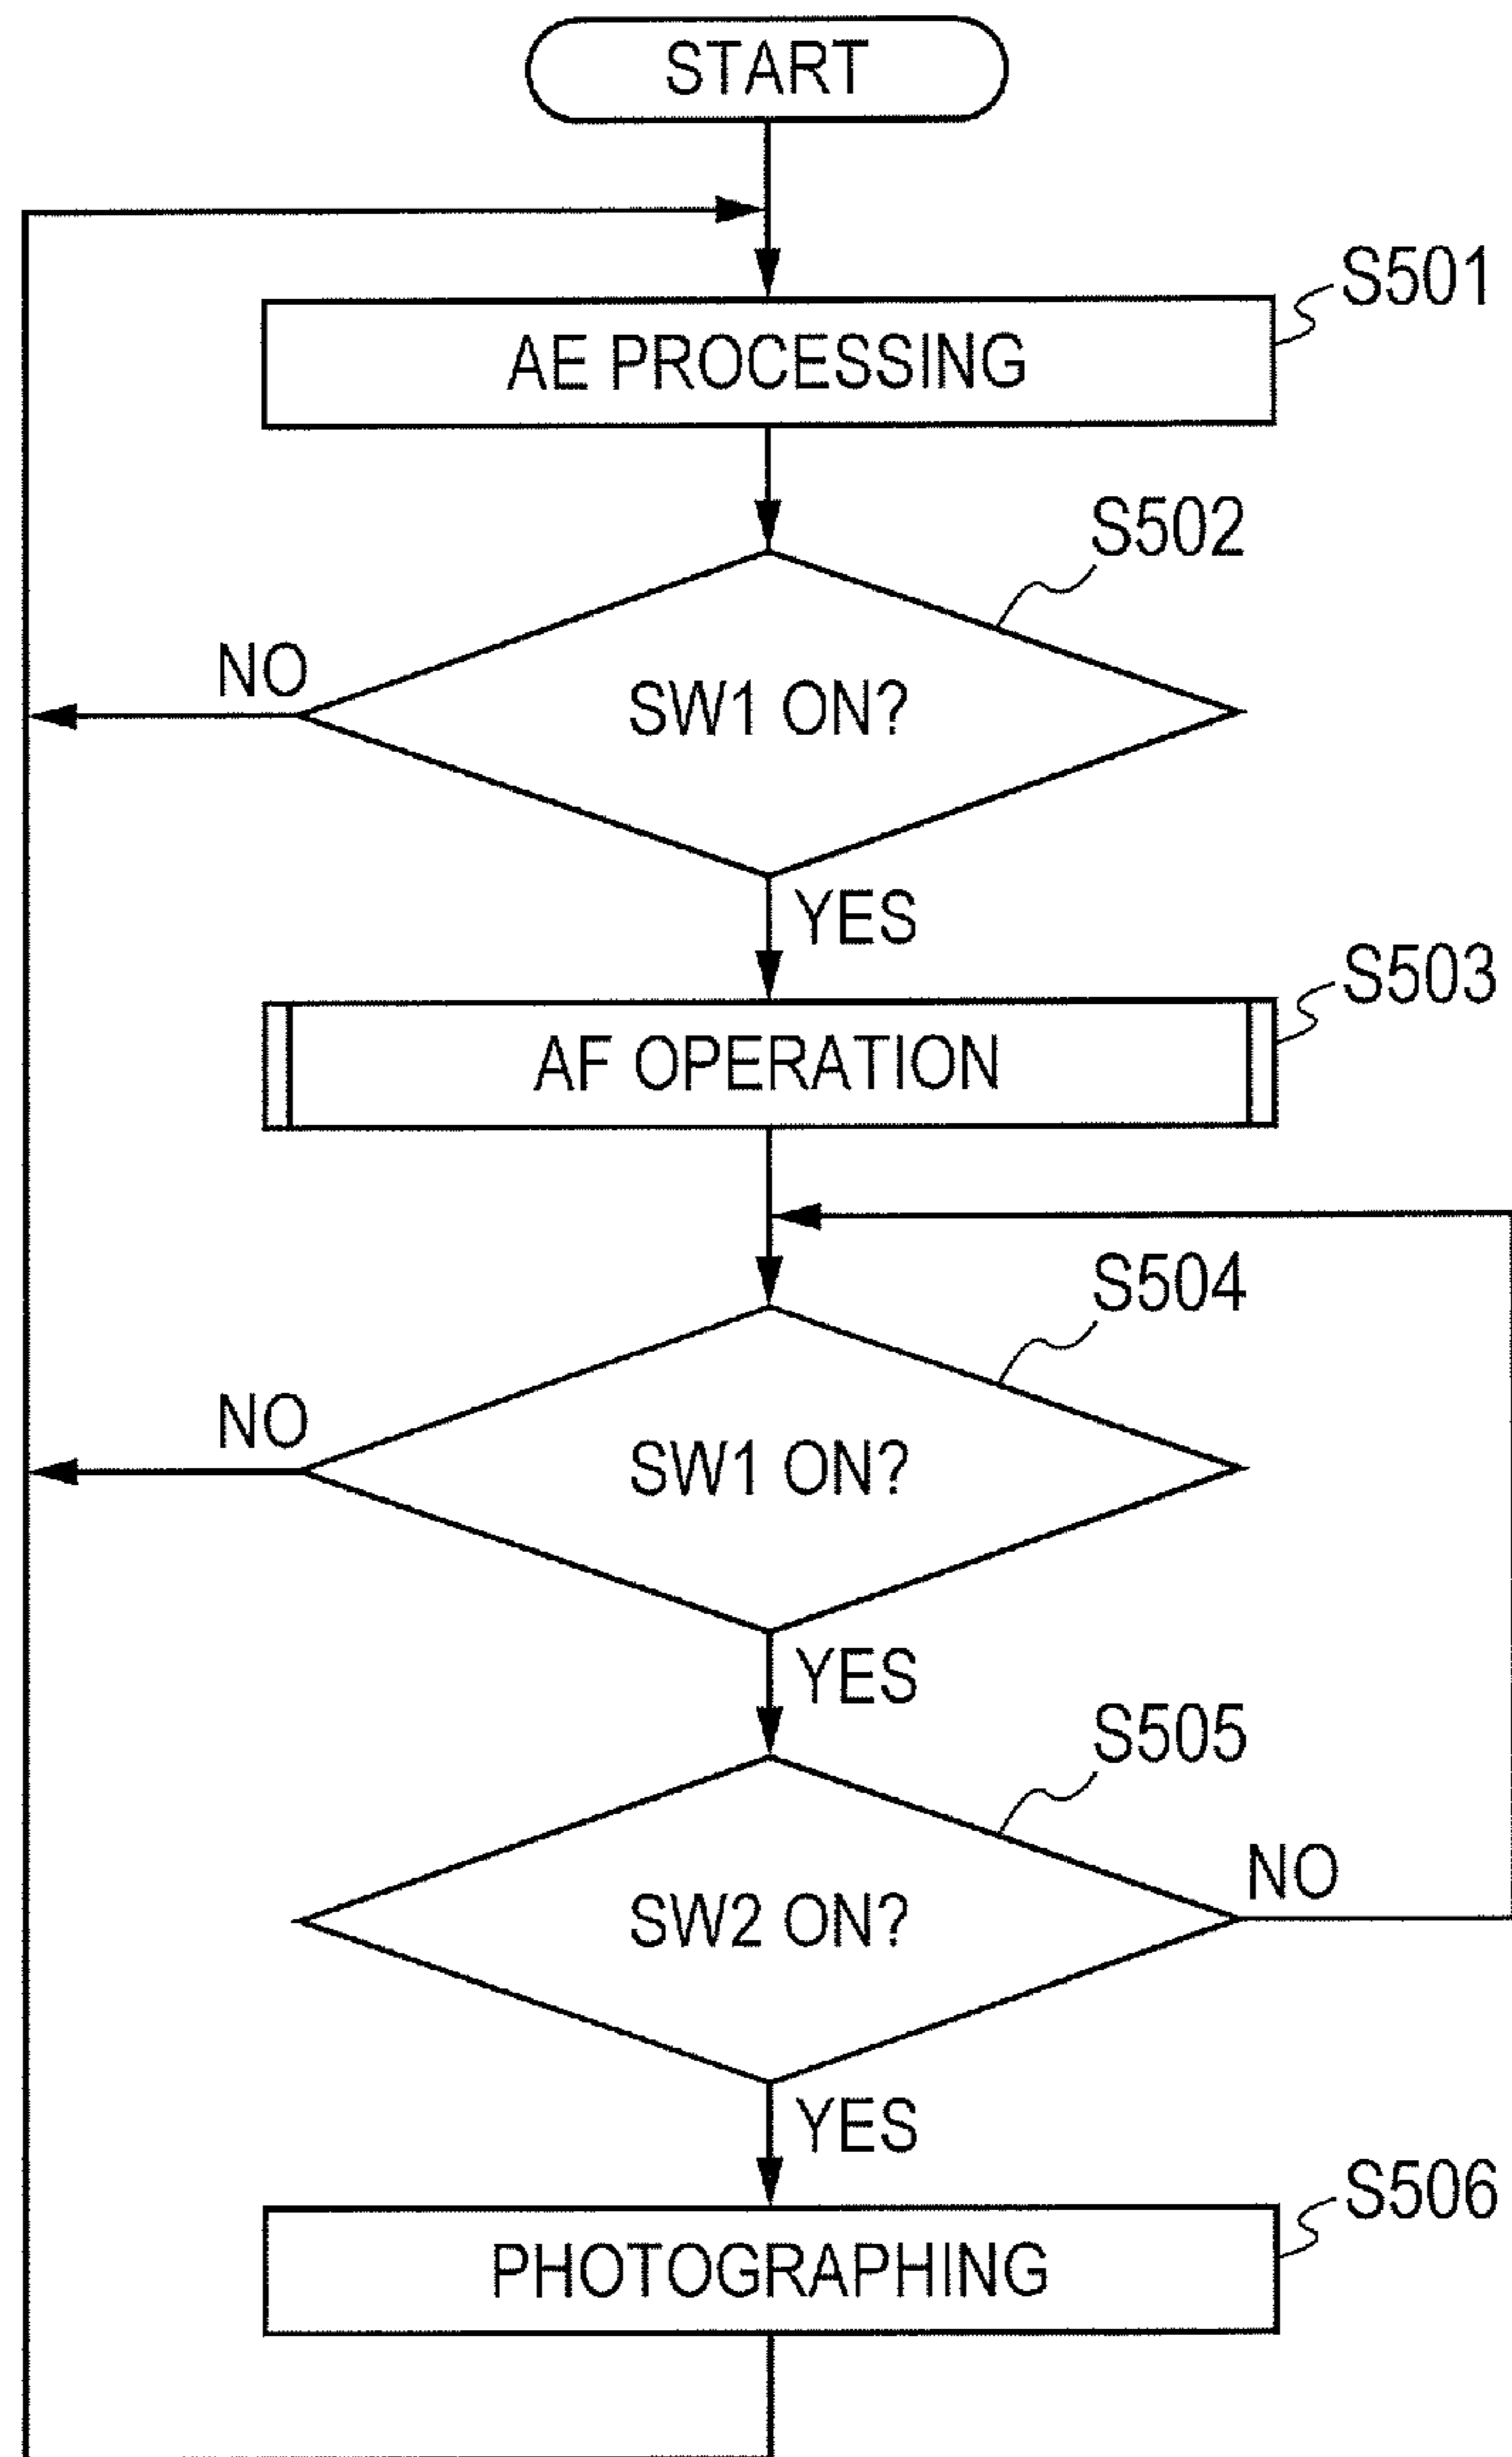 START
S501
AE PROCESSING
S502
NO
SW1 ON?
YES
S503
AF OPERATION
S504
NO
SW1 ON?
YES
S505
NO
SW2 ON?
YES
S506
PHOTOGRAPHING